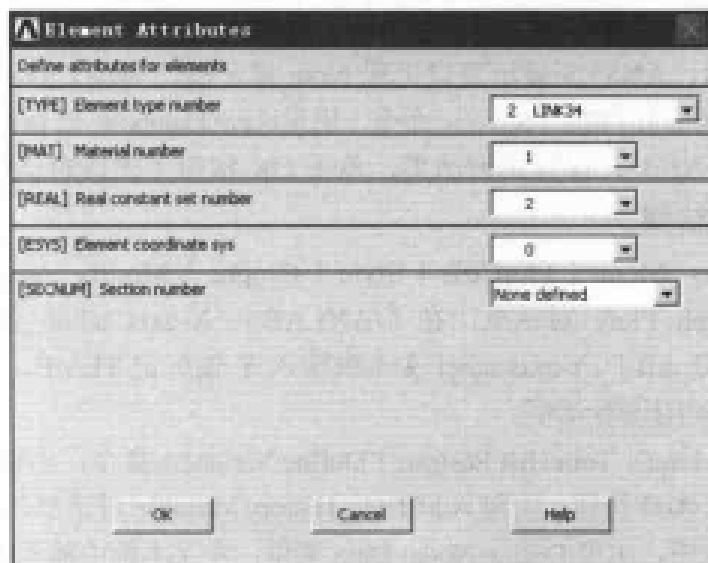 Element Attributes
Define attributes for elements
[TYPE] Element type number 2 LINK34
[MAT] Material number 1
[REAL] Real constant set number 2
[ESYS] Element coordinate sys 0
[SECNUM] Section number None defined
OK Cancel Help